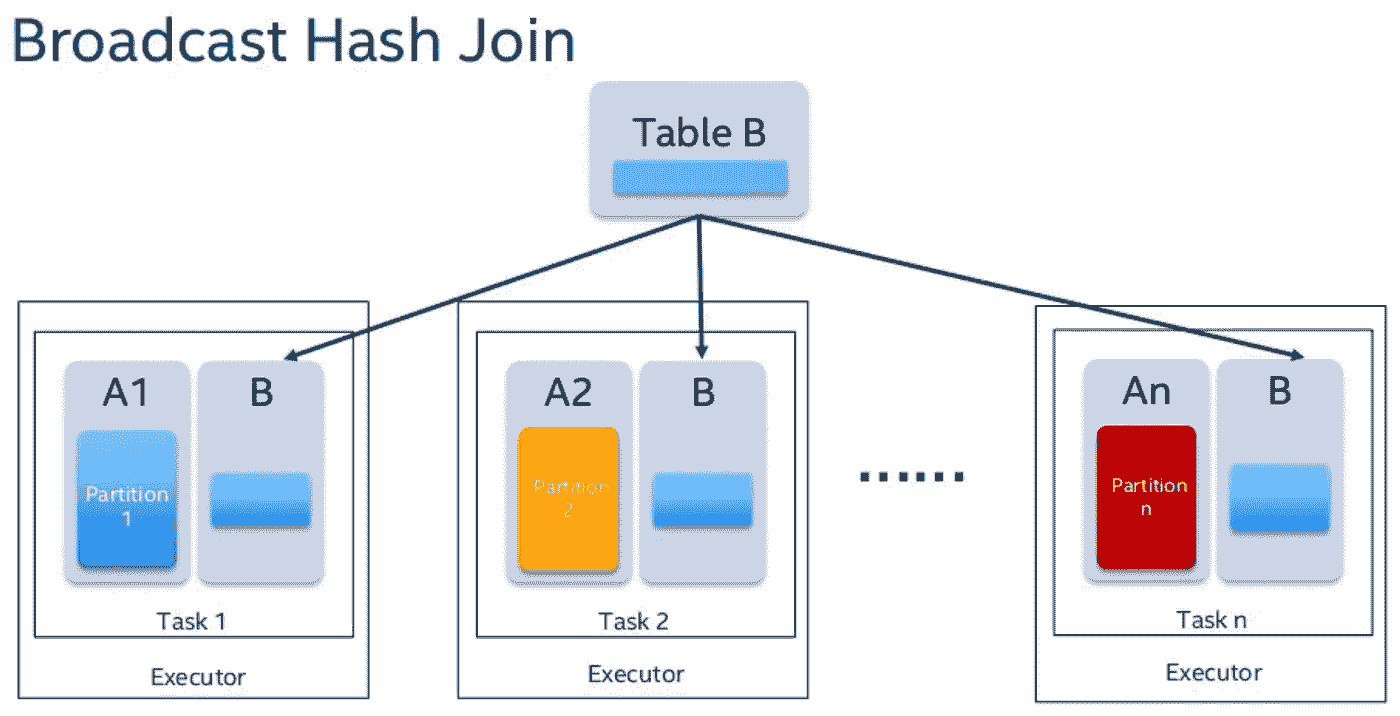 Broadcast Hash Join
Table B
A1
B
Partition
1
Task 1
Executor
A2
B
Partition
2
Task 2
Executor
An
B
Partition
n
Task n
Executor